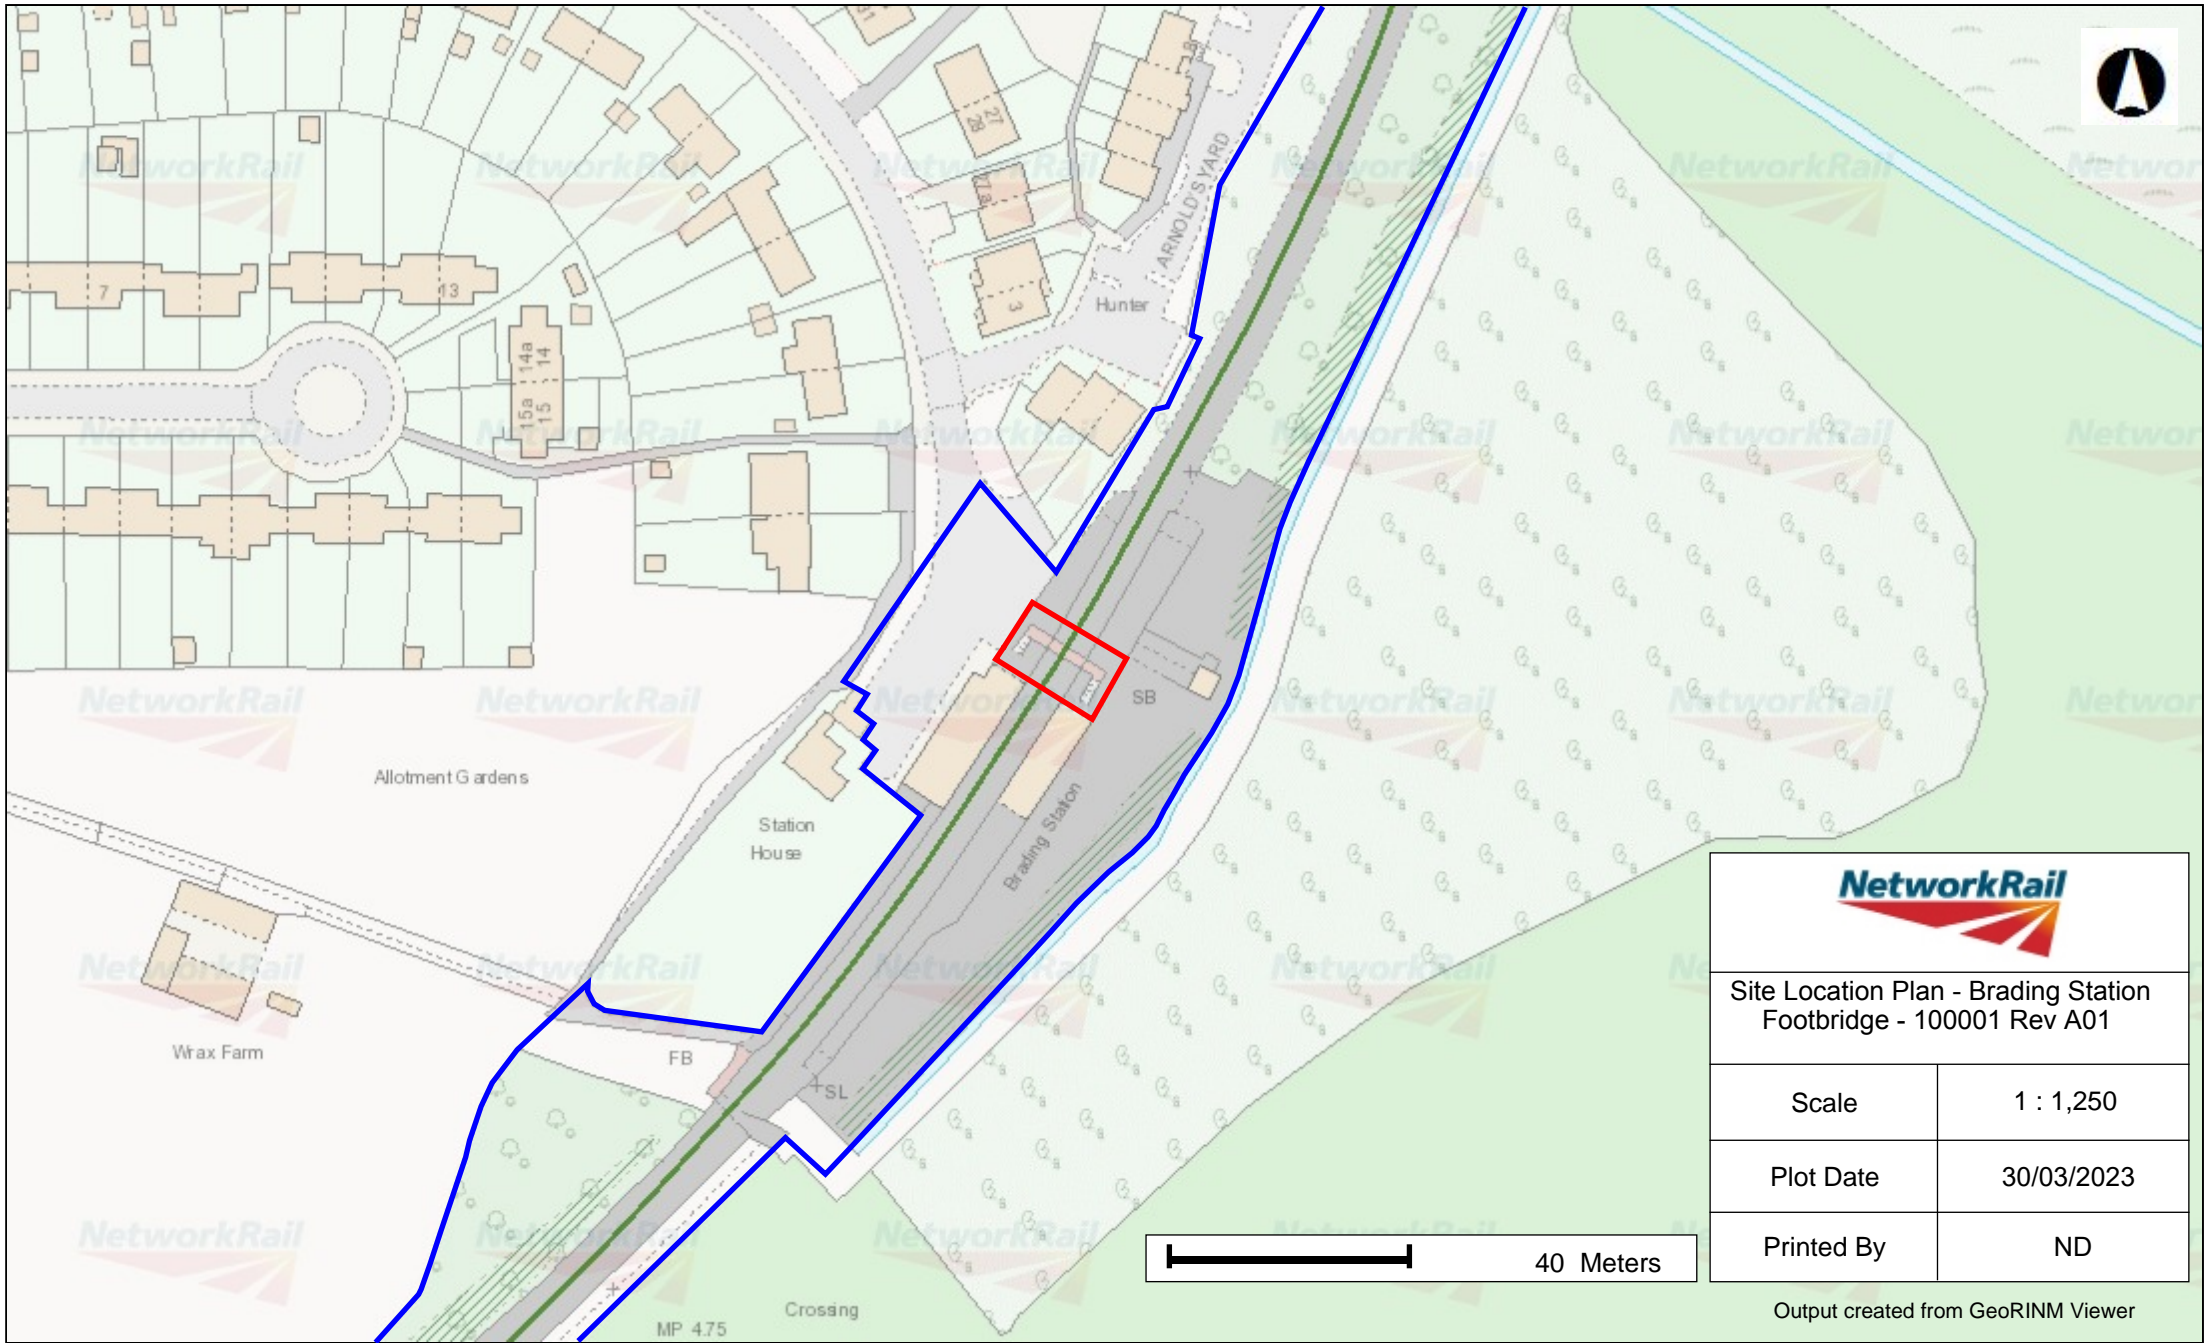 31
8
27
28
27a
ARNOLD'S YARD
3
Hunter
7
13
14a
14
15a
15
SB
Allotment Gardens
Station
House
Brading Station
Wrax Farm
FB
SL
Crossing
MP 4.75
NetworkRail
Site Location Plan - Brading Station
Footbridge - 100001 Rev A01
Scale
1 : 1,250
Plot Date
30/03/2023
Printed By
ND
40 Meters
Output created from GeoRINM Viewer